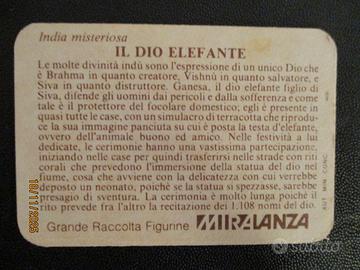 India misteriosa
IL DIO ELEFANTE
Le molte divinità indù sono l'espressione di un unico Dio che
è Brahma in quanto creatore, Vishnù in quanto salvatore, e
Siva in quanto distruttore. Ganesa, il dio elefante figlio di
Siva, difende gli uomini dai pericoli e dalla sofferenza e come
tale è il protettore del focolare domestico; egli è presente in
quasi tutte le case, con un simulacro di terracotta che riprodu-
ce la sua immagine panciuta su cui è posta la testa d'elefante,
ovvero dell'animale buono ed amico. Nelle festività a lui
dedicate, le cerimonie hanno una vastissima partecipazione,
iniziando nelle case per quindi trasferirsi nelle strade con riti
corali che prevedono l'immersione della statua del dio nel
fiume, cosa che avviene con la delicatezza con cui verrebbe
deposto un neonato, poiché se la statua si spezzasse, sarebbe
presagio di sventura. La cerimonia è molto lunga poiché il
rito prevede fra l'altro la recitazione dei 1.108 nomi del dio.
Grande Raccolta Figurine MIRALANZA
AUT. MIN. CONC.
18/11/2025
subito